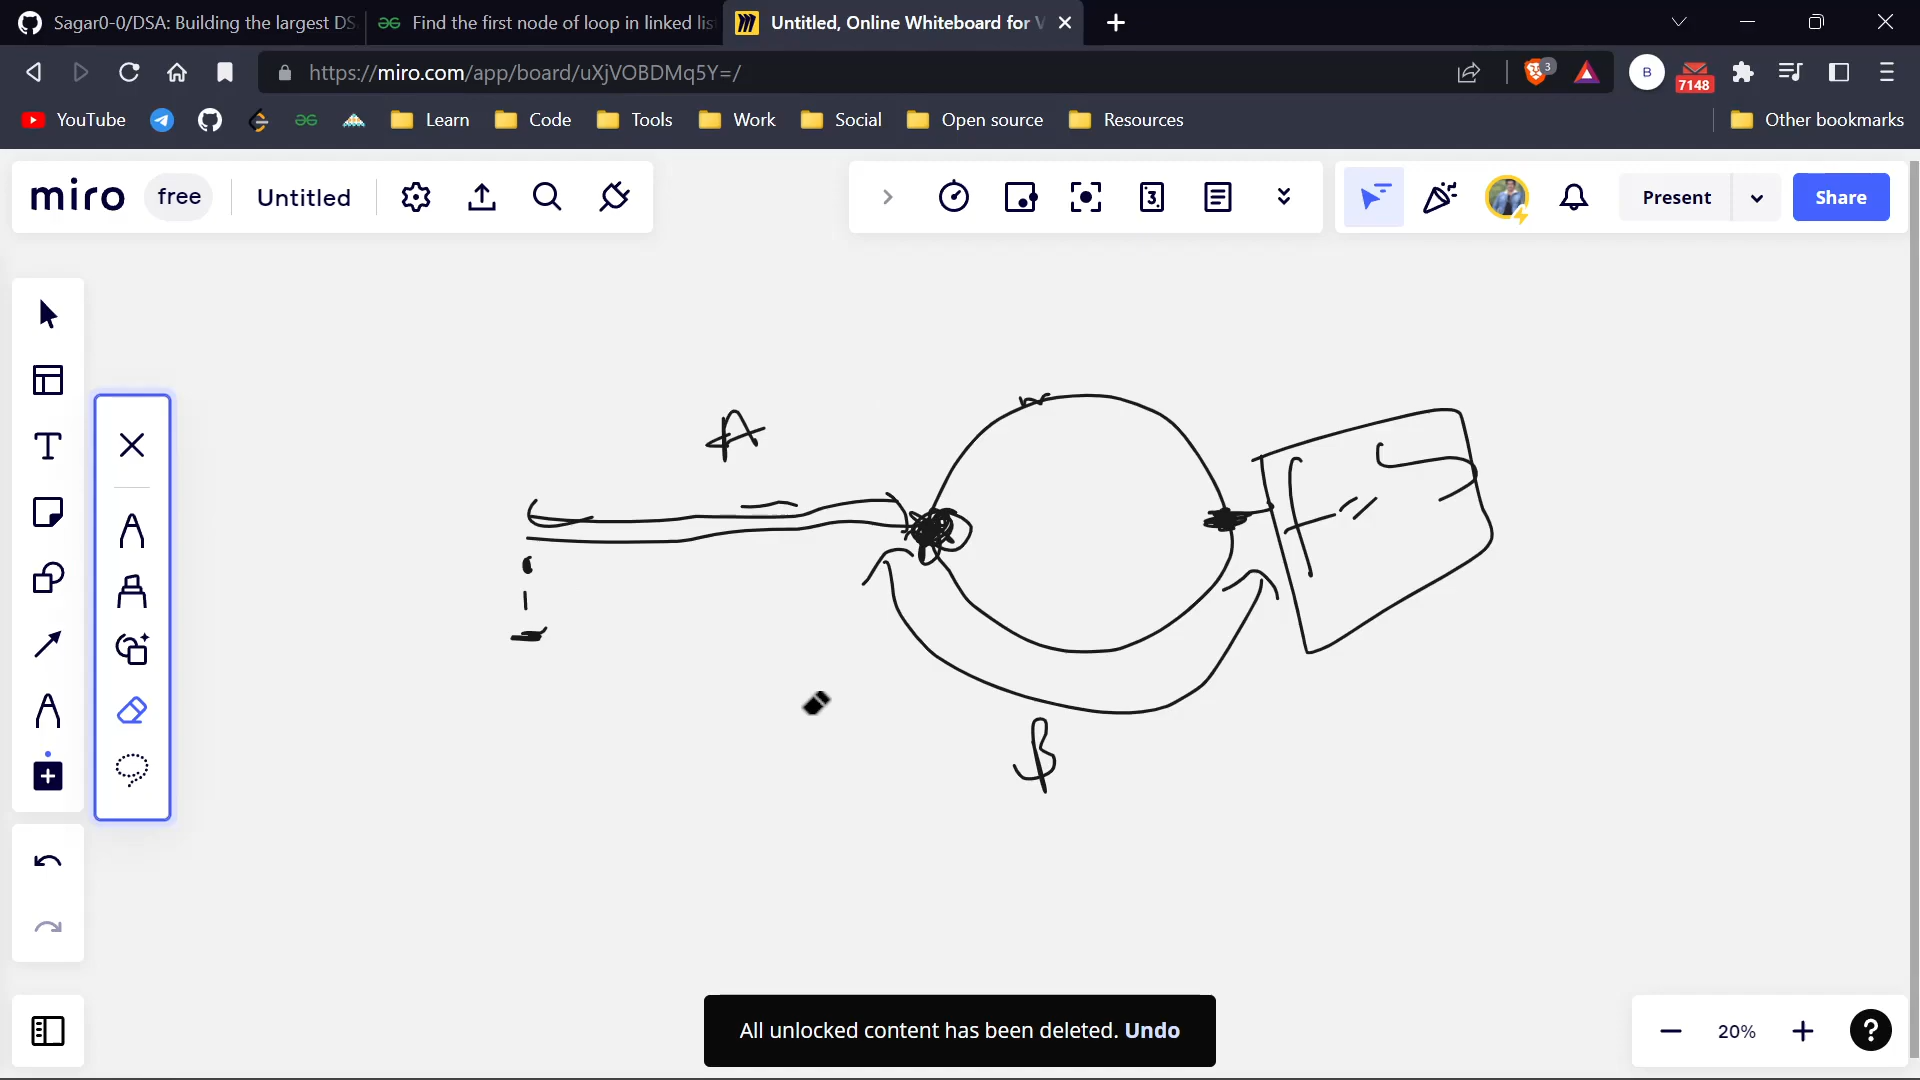 Sagar0-0/DSA: Building the largest DS
Find the first node of loop in linked lis
Untitled, Online Whiteboard for V
https://miro.com/app/board/uXjVOBDMq5Y=/
3
B
7148
YouTube
Learn
Code
Tools
Work
Social
Open source
Resources
Other bookmarks
miro
free
Untitled
3
Present
Share
A
F = S
B
All unlocked content has been deleted. Undo
20%
?